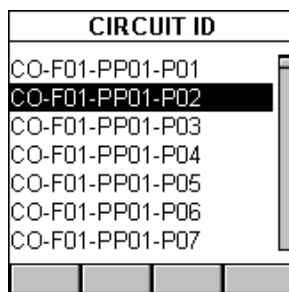 CIRCUIT ID
CO-F01-PP01-P01
CO-F01-PP01-P02
CO-F01-PP01-P03
CO-F01-PP01-P04
CO-F01-PP01-P05
CO-F01-PP01-P06
CO-F01-PP01-P07